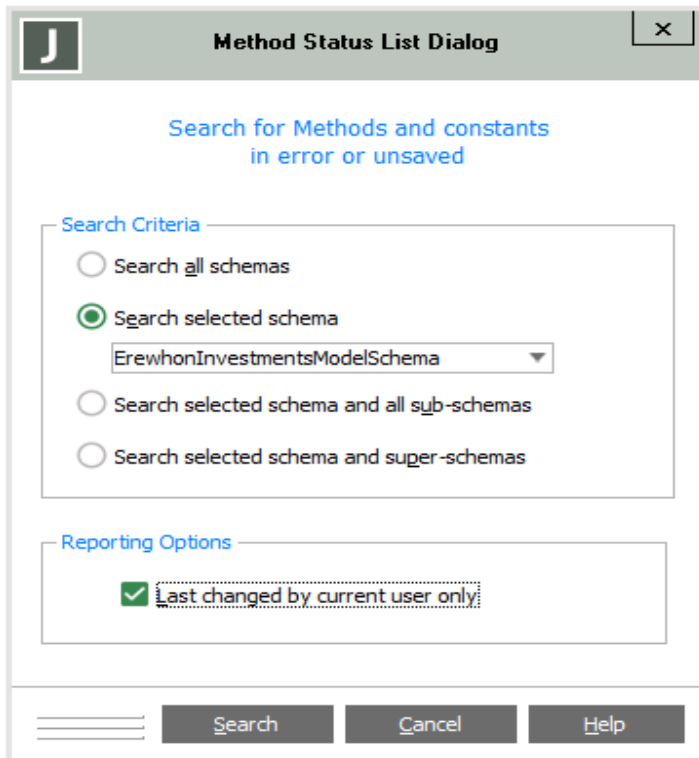 J
Method Status List Dialog
x
Search for Methods and constants
in error or unsaved
Search Criteria
Search all schemas
Search selected schema
ErewhonInvestmentsModelSchema
Search selected schema and all sub-schemas
Search selected schema and super-schemas
Reporting Options
Last changed by current user only
Search
Cancel
Help